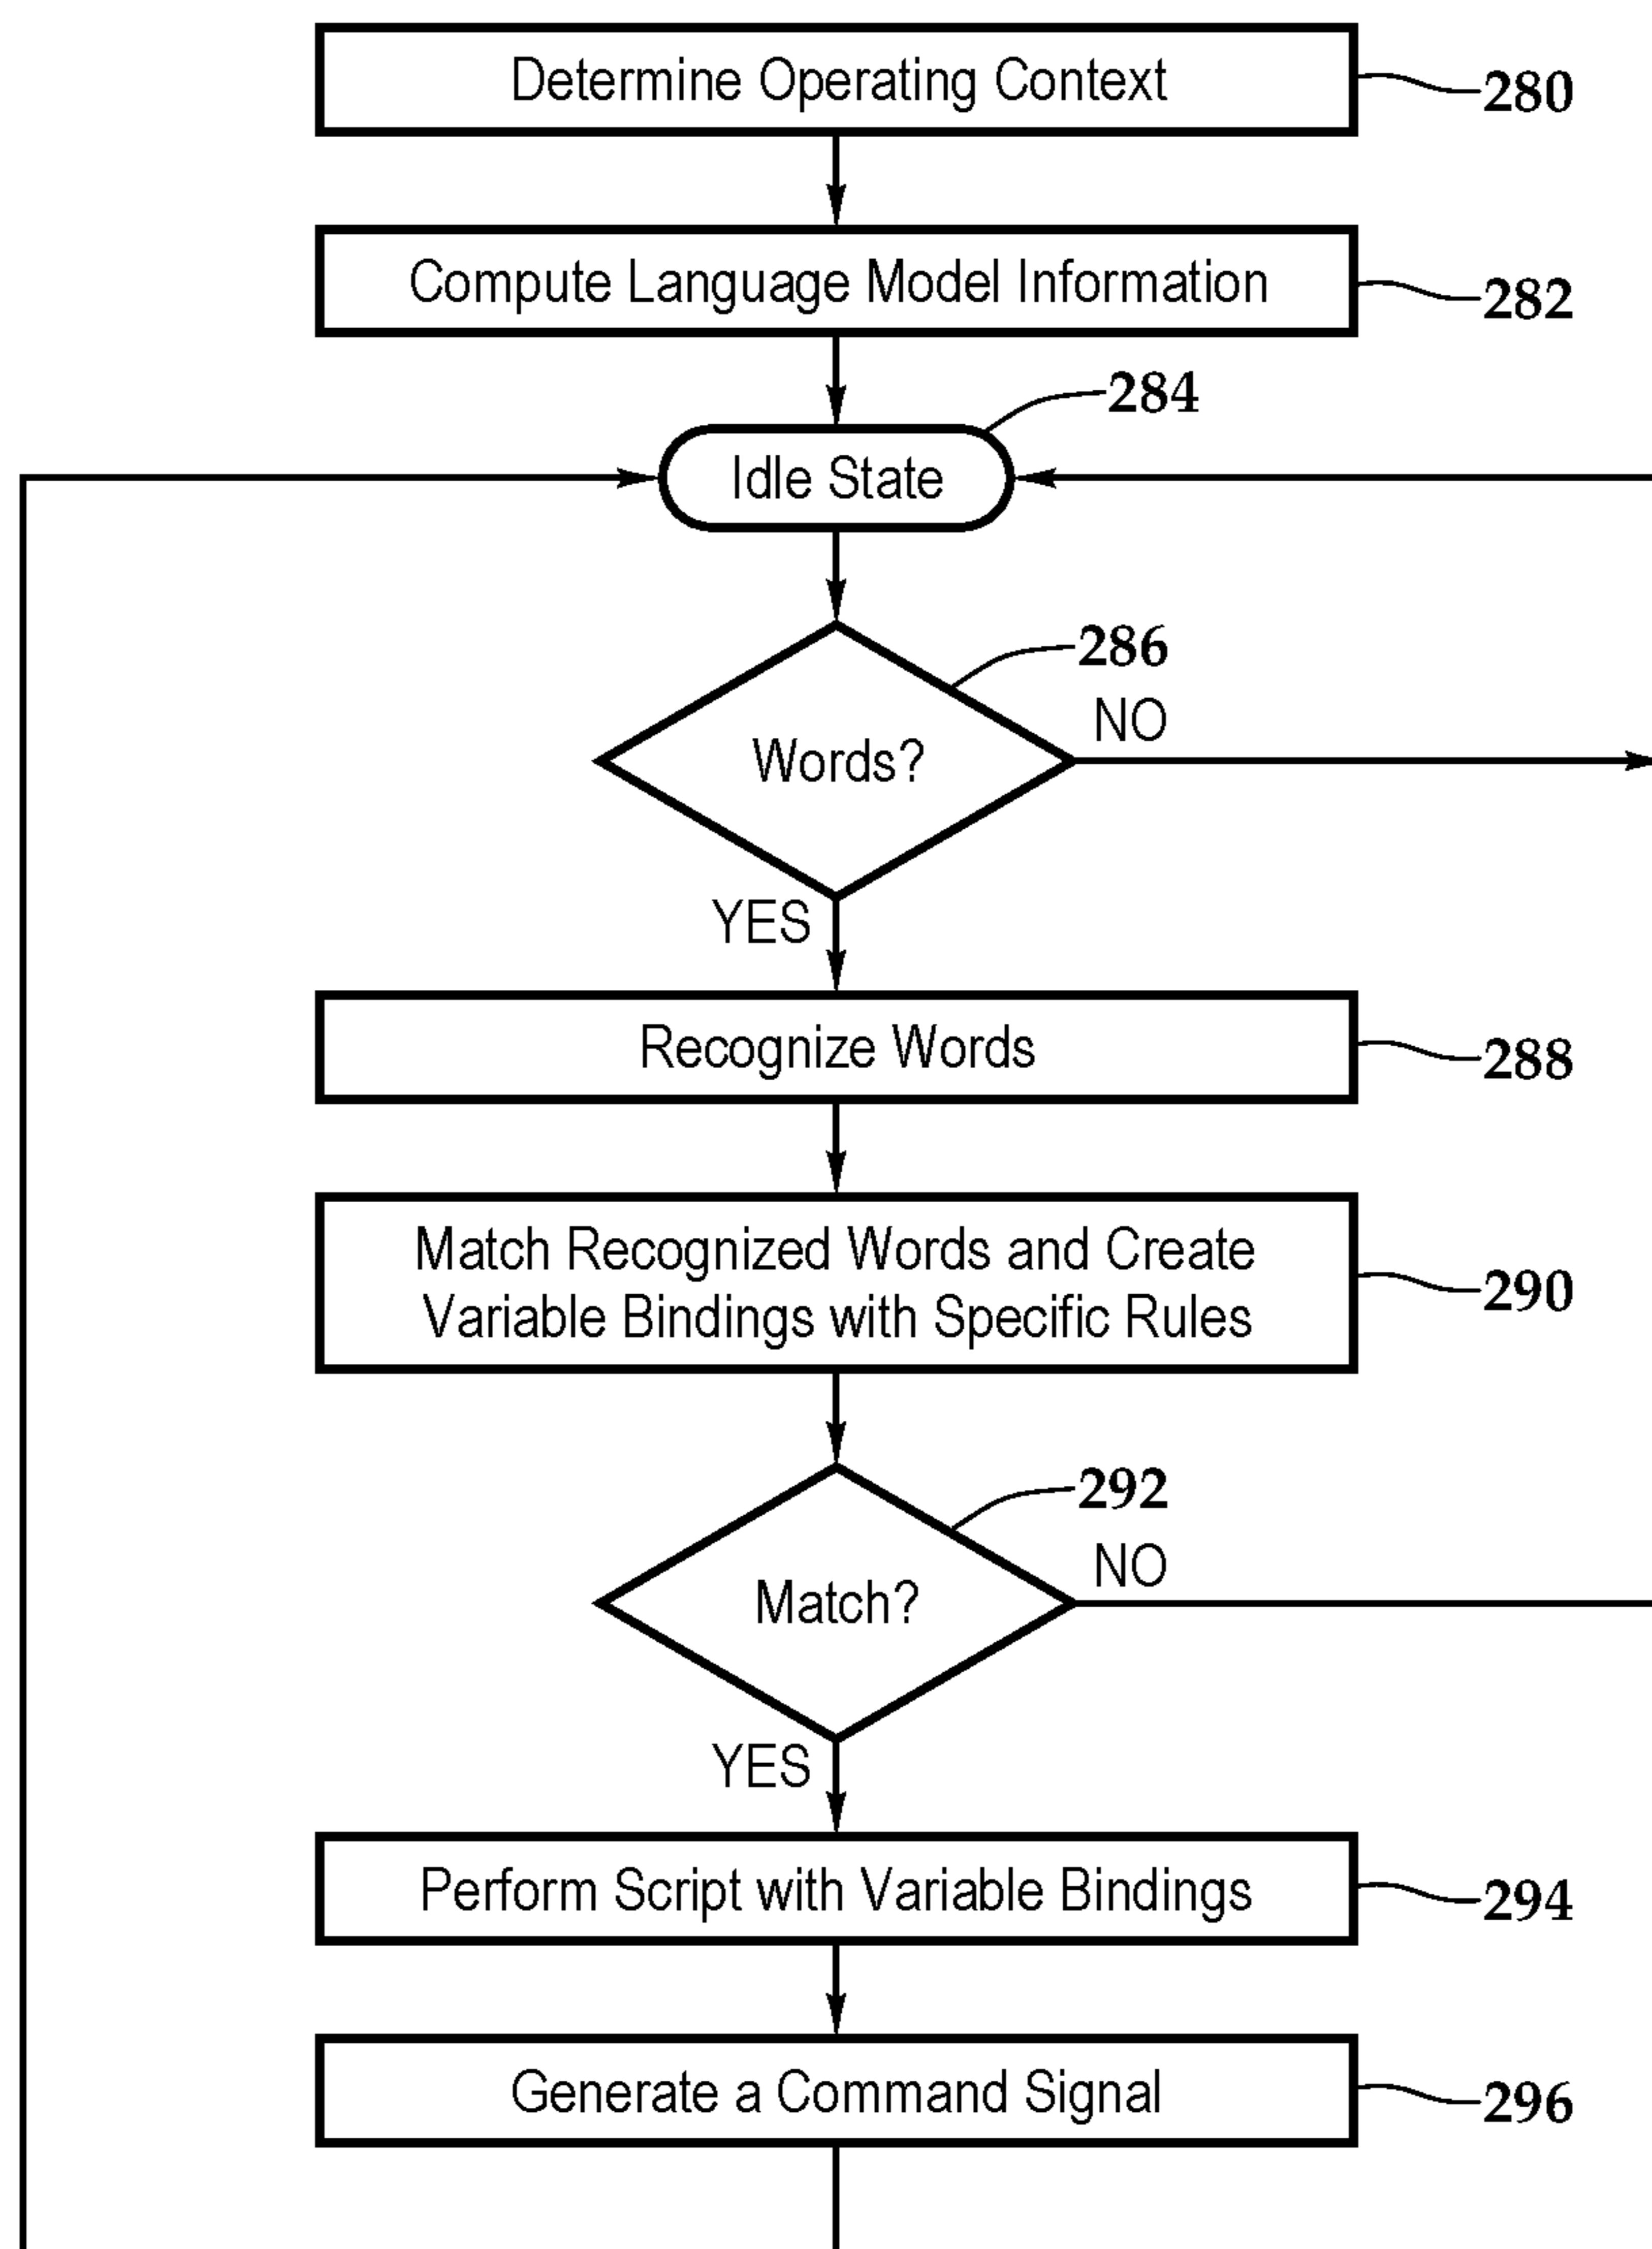 Determine Operating Context
280
Compute Language Model Information
282
284
Idle State
286
NO
Words?
YES
Recognize Words
288
Match Recognized Words and Create
Variable Bindings with Specific Rules
290
292
NO
Match?
YES
Perform Script with Variable Bindings
294
Generate a Command Signal
296